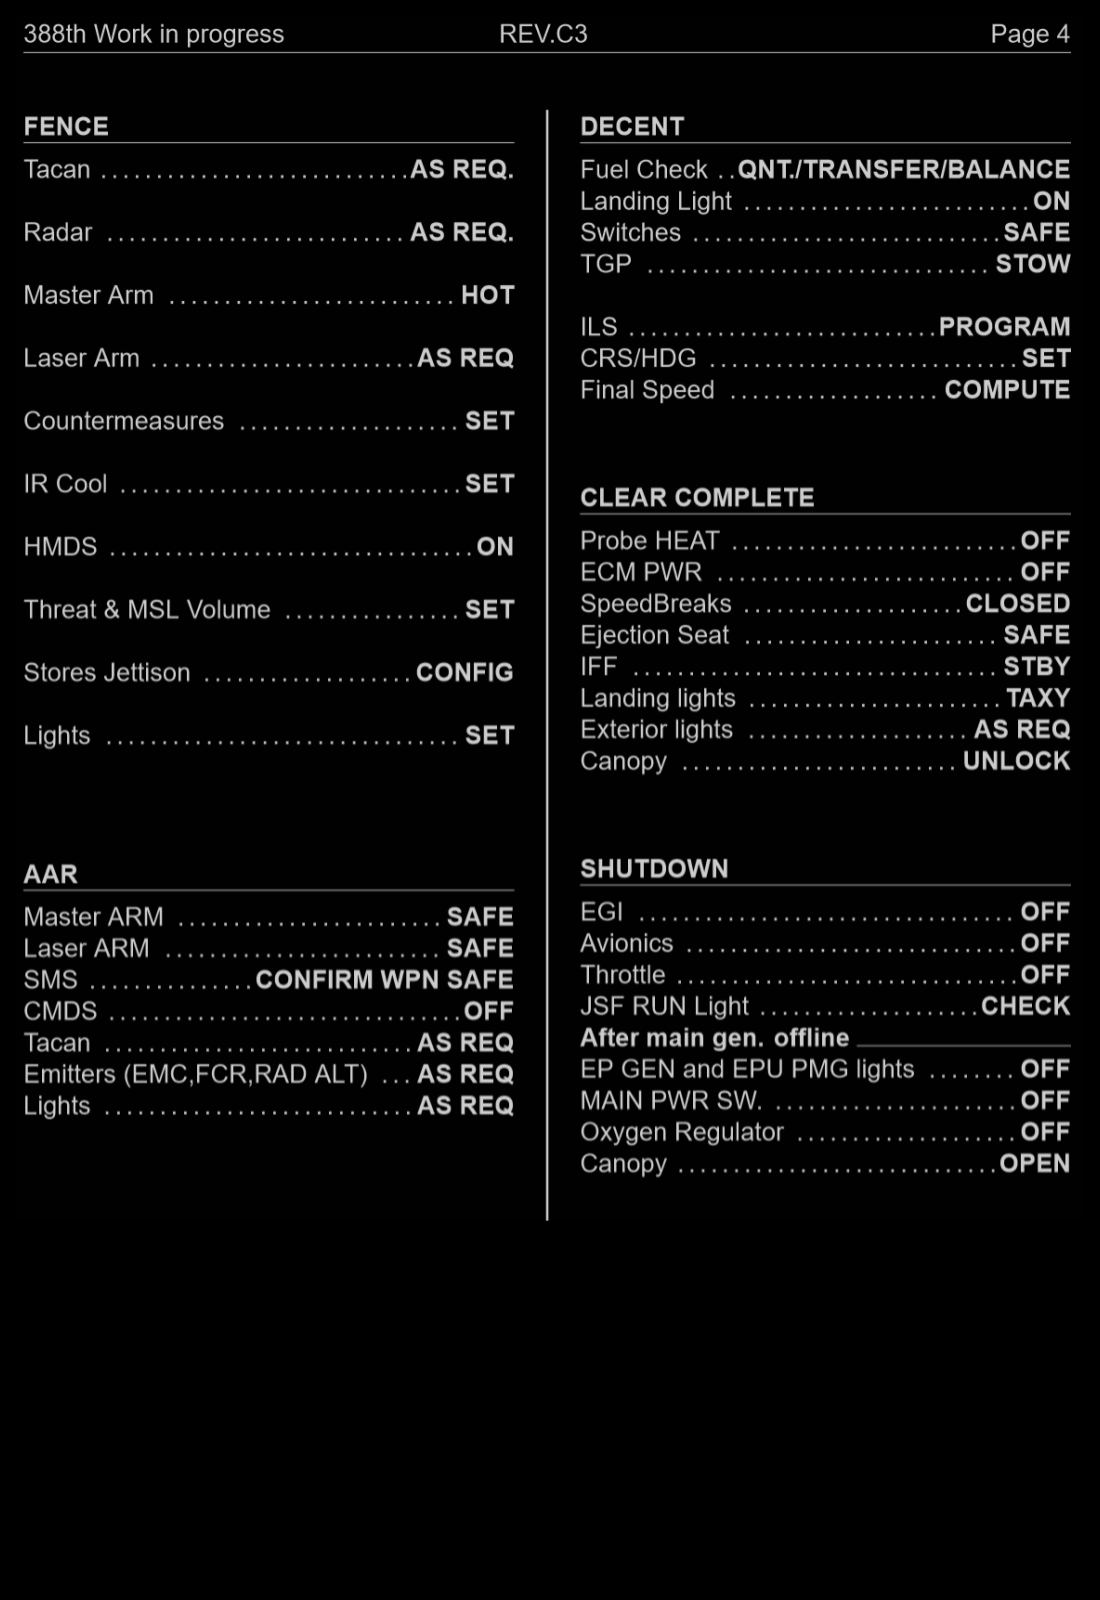 388th Work in progress REV.C3 Page 4
FENCE
Tacan ............................ AS REQ.
Radar ........................... AS REQ.
Master Arm .......................... HOT
Laser Arm ........................ AS REQ
Countermeasures .................... SET
IR Cool ............................... SET
HMDS ................................. ON
Threat & MSL Volume ................ SET
Stores Jettison ................... CONFIG
Lights ................................ SET
AAR
Master ARM ........................ SAFE
Laser ARM ......................... SAFE
SMS ............... CONFIRM WPN SAFE
CMDS ................................ OFF
Tacan ............................ AS REQ
Emitters (EMC,FCR,RAD ALT) ... AS REQ
Lights ............................ AS REQ
DECENT
Fuel Check .. QNT./TRANSFER/BALANCE
Landing Light .......................... ON
Switches ............................ SAFE
TGP ............................... STOW
ILS ............................ PROGRAM
CRS/HDG ............................ SET
Final Speed ................... COMPUTE
CLEAR COMPLETE
Probe HEAT .......................... OFF
ECM PWR ........................... OFF
SpeedBreaks .................... CLOSED
Ejection Seat ....................... SAFE
IFF ................................. STBY
Landing lights ....................... TAXY
Exterior lights .................... AS REQ
Canopy ......................... UNLOCK
SHUTDOWN
EGI .................................. OFF
Avionics .............................. OFF
Throttle ............................... OFF
JSF RUN Light .................... CHECK
After main gen. offline
EP GEN and EPU PMG lights ........ OFF
MAIN PWR SW. ...................... OFF
Oxygen Regulator .................... OFF
Canopy ............................. OPEN